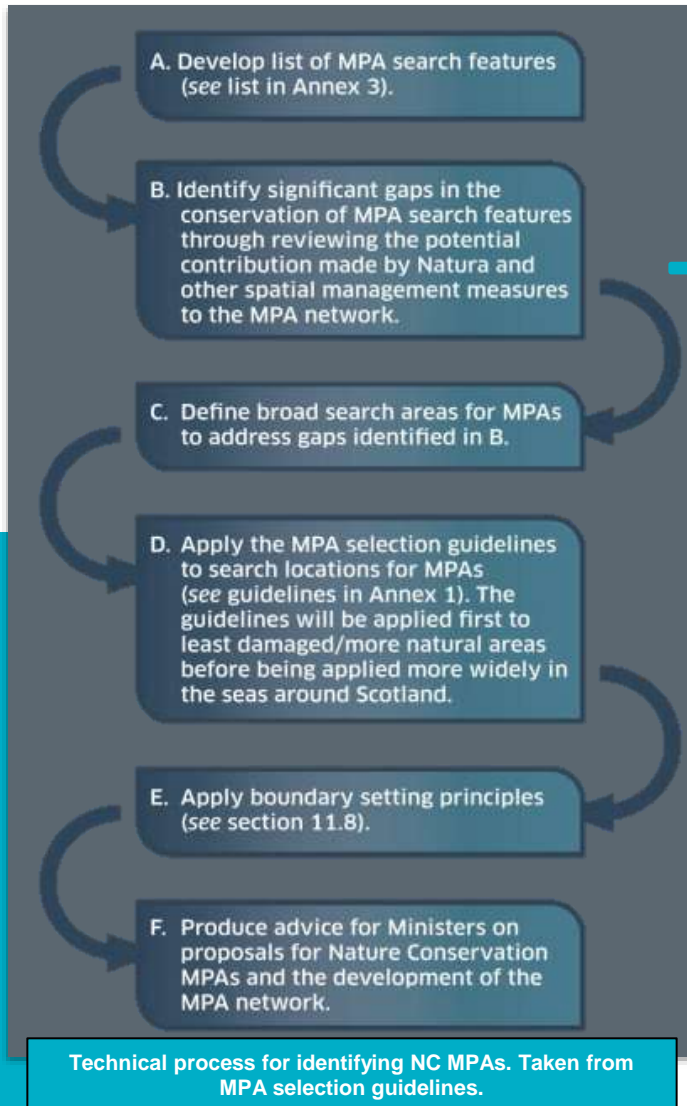 A. Develop list of MPA search features
(see list in Annex 3).
B. Identify significant gaps in the
conservation of MPA search features
through reviewing the potential
contribution made by Natura and
other spatial management measures
to the MPA network.
C. Define broad search areas for MPAs
to address gaps identified in B.
D. Apply the MPA selection guidelines
to search locations for MPAs
(see guidelines in Annex 1). The
guidelines will be applied first to
least damaged/more natural areas
before being applied more widely in
the seas around Scotland.
E. Apply boundary setting principles
(see section 11.8).
F. Produce advice for Ministers on
proposals for Nature Conservation
MPAs and the development of the
MPA network.
Technical process for identifying NC MPAs. Taken from
MPA selection guidelines.